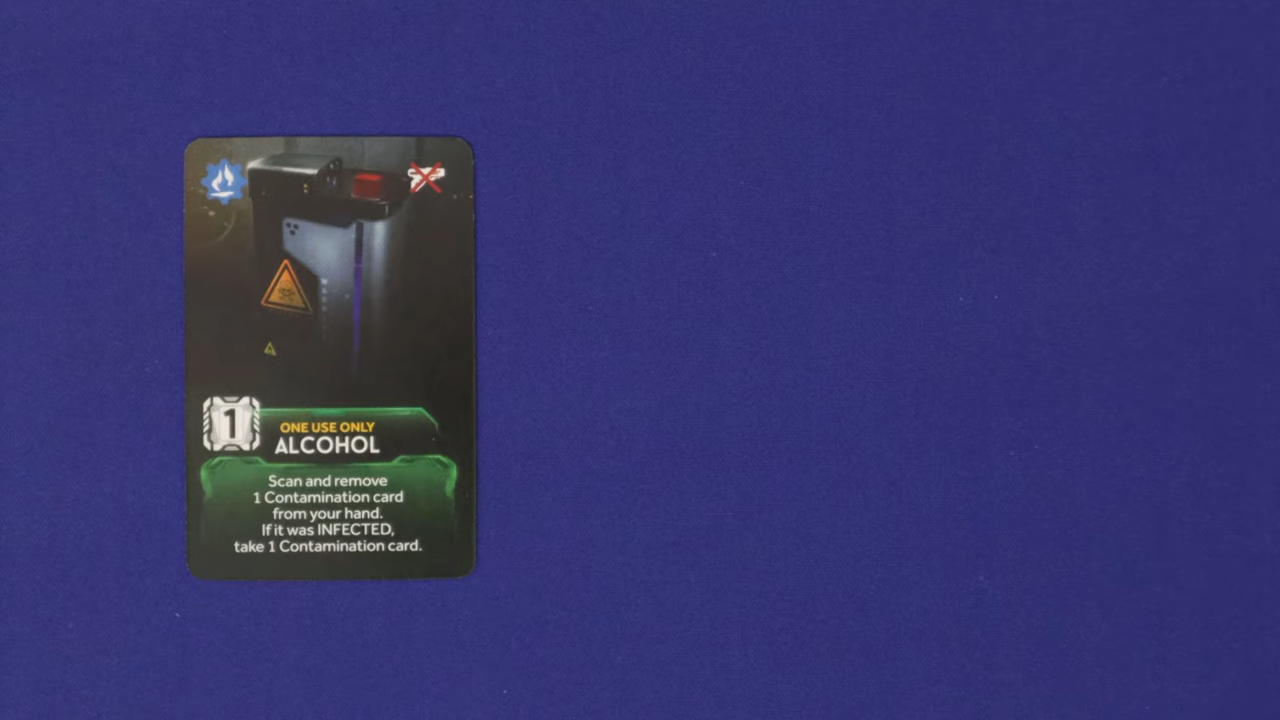 1
ONE USE ONLY
ALCOHOL
Scan and remove
1 Contamination card
from your hand.
If it was INFECTED,
take 1 Contamination card.